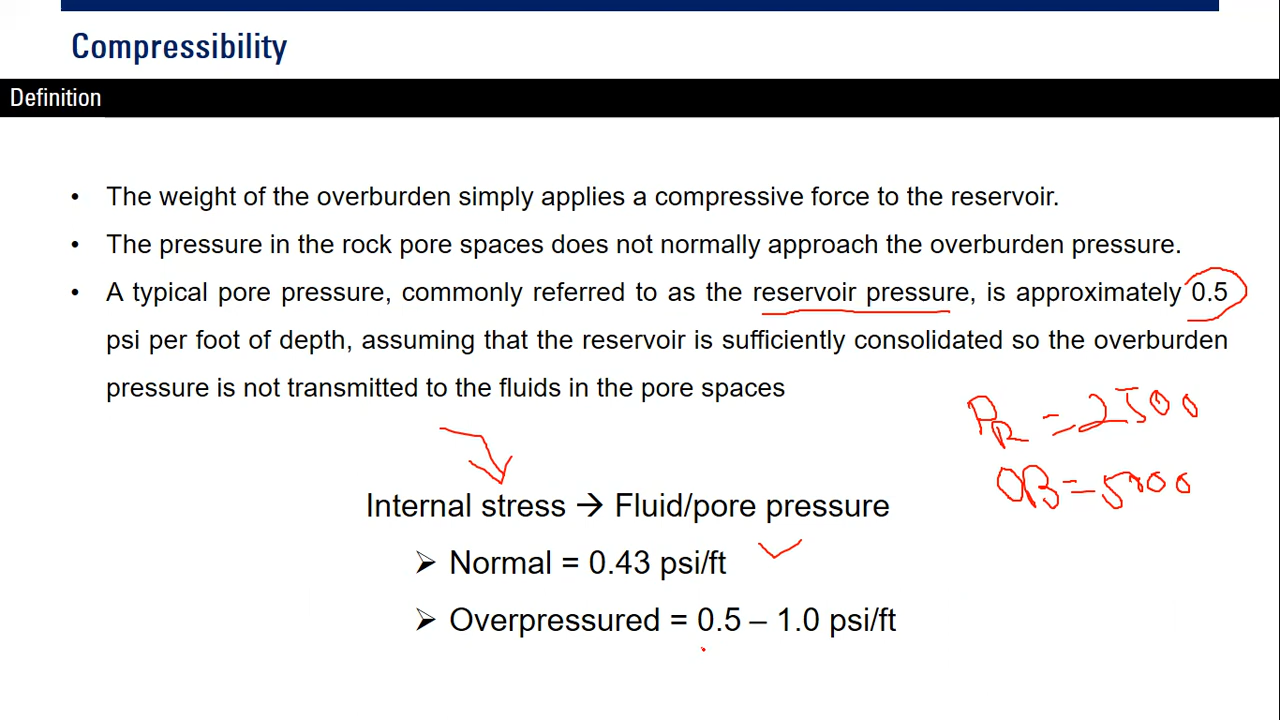 Compressibility
Definition
• The weight of the overburden simply applies a compressive force to the reservoir.
• The pressure in the rock pore spaces does not normally approach the overburden pressure.
• A typical pore pressure, commonly referred to as the reservoir pressure, is approximately 0.5
psi per foot of depth, assuming that the reservoir is sufficiently consolidated so the overburden
pressure is not transmitted to the fluids in the pore spaces
PR = 2500
OB = 5000
Internal stress → Fluid/pore pressure
➢ Normal = 0.43 psi/ft
➢ Overpressured = 0.5 – 1.0 psi/ft